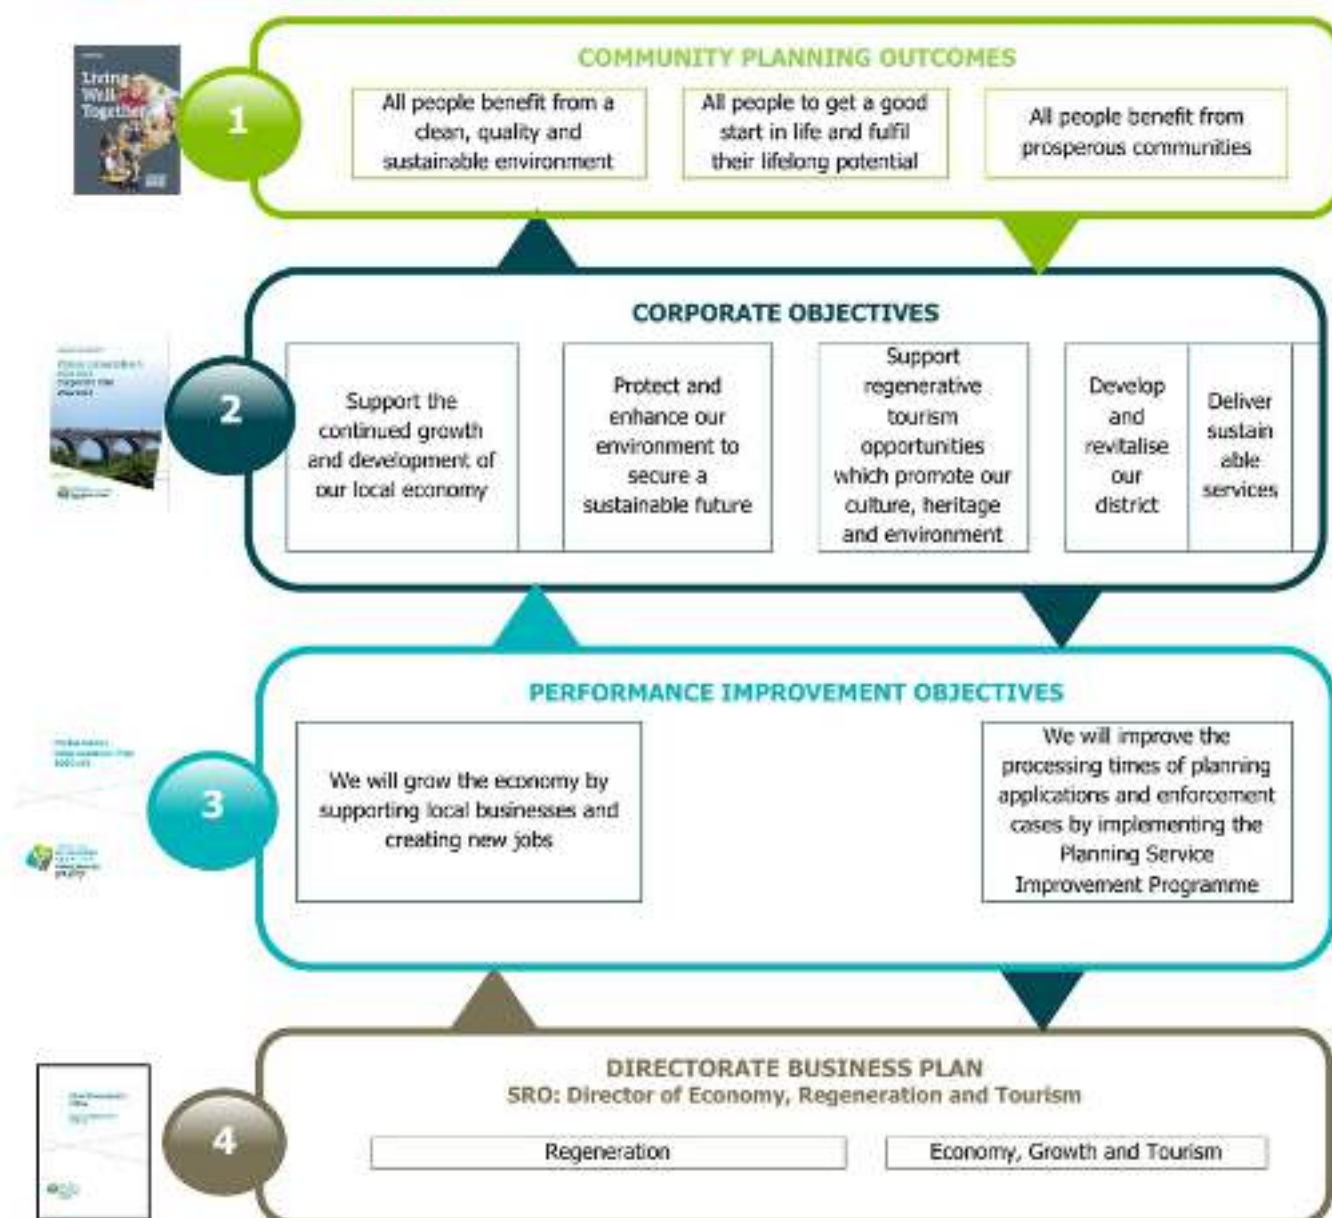 COMMUNITY PLANNING OUTCOMES
Living
Well
Together
1
All people benefit from a
clean, quality and
sustainable environment
All people to get a good
start in life and fulfil
their lifelong potential
All people benefit from
prosperous communities
CORPORATE OBJECTIVES
2
Support the
continued growth
and development of
our local economy
Protect and
enhance our
environment to
secure a
sustainable future
Support
regenerative
tourism
opportunities
which promote our
culture, heritage
and environment
Develop
and
revitalise
our
district
Deliver
sustain
able
services
PERFORMANCE IMPROVEMENT OBJECTIVES
3
We will grow the economy by
supporting local businesses and
creating new jobs
We will improve the
processing times of planning
applications and enforcement
cases by implementing the
Planning Service
Improvement Programme
DIRECTORATE BUSINESS PLAN
SRO: Director of Economy, Regeneration and Tourism
4
Regeneration
Economy, Growth and Tourism